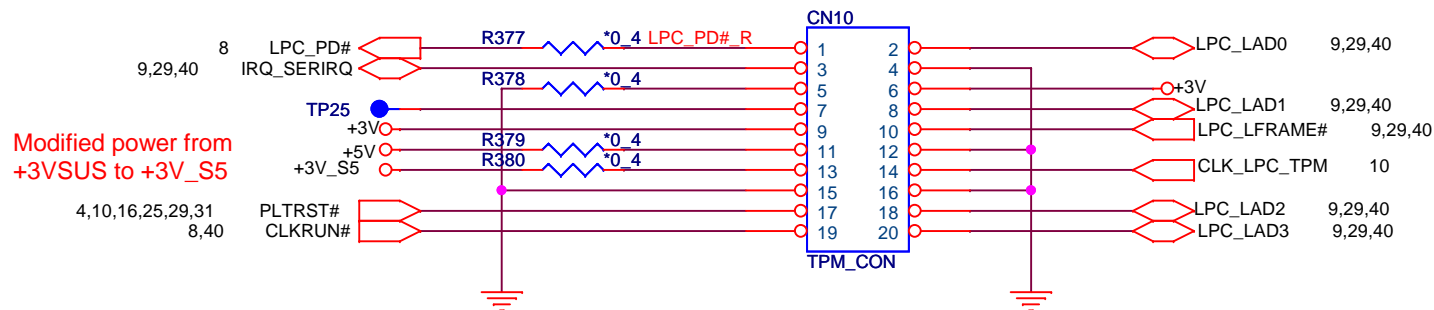 CN10
8 LPC_PD# R377 *0_4 LPC_PD#_R 1 2 LPC_LAD0 9,29,40
9,29,40 IRQ_SERIRQ 3 4
R378 *0_4 5 6 +3V
TP25 7 8 LPC_LAD1 9,29,40
+3V 9 10 LPC_LFRAME# 9,29,40
Modified power from
+3VSUS to +3V_S5
+5V R379 *0_4 11 12
+3V_S5 R380 *0_4 13 14 CLK_LPC_TPM 10
15 16
4,10,16,25,29,31 PLTRST# 17 18 LPC_LAD2 9,29,40
8,40 CLKRUN# 19 20 LPC_LAD3 9,29,40
TPM_CON